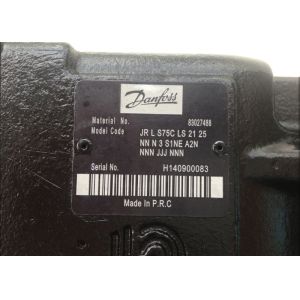 Danfoss
Material No. 83027488
Model Code JR L S75C LS 21 25
NN N 3 S1NE A2N
NNN JJJ NNN
Serial No. H140900083
Made In P.R.C